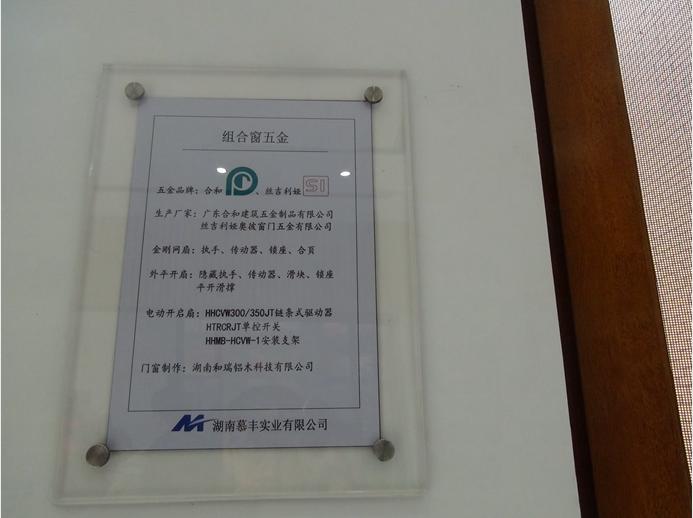 组合窗五金
五金品牌：合和 、丝吉利娅 SI
生产厂家：广东合和建筑五金制品有限公司
丝吉利娅奥彼窗门五金有限公司
金刚网扇：执手、传动器、锁座、合页
外平开扇：隐藏执手、传动器、滑块、锁座
平开滑撑
电动开启扇：HHCVW300/350JT链条式驱动器
HTRCRJT单控开关
HHMB-HCVW-1安装支架
门窗制作：湖南和瑞铝木科技有限公司
湖南慕丰实业有限公司